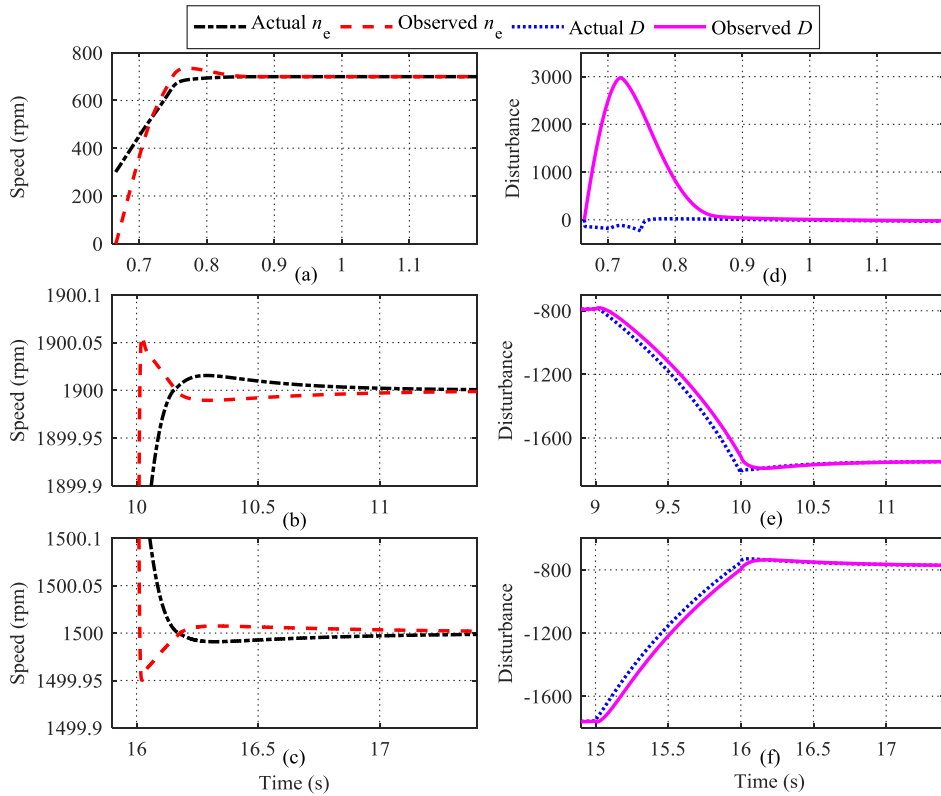 Actual nₑ Observed nₑ Actual D Observed D
800
600
400
200
0
Speed (rpm)
0.7 0.8 0.9 1 1.1
(a)
3000
2000
1000
0
Disturbance
0.7 0.8 0.9 1 1.1
(d)
1900.1
1900.05
1900
1899.95
1899.9
Speed (rpm)
10 10.5 11
(b)
-800
-1200
-1600
Disturbance
9 9.5 10 10.5 11
(e)
1500.1
1500.05
1500
1499.95
1499.9
Speed (rpm)
16 16.5 17
(c)
Time (s)
-800
-1200
-1600
Disturbance
15 15.5 16 16.5 17
(f)
Time (s)